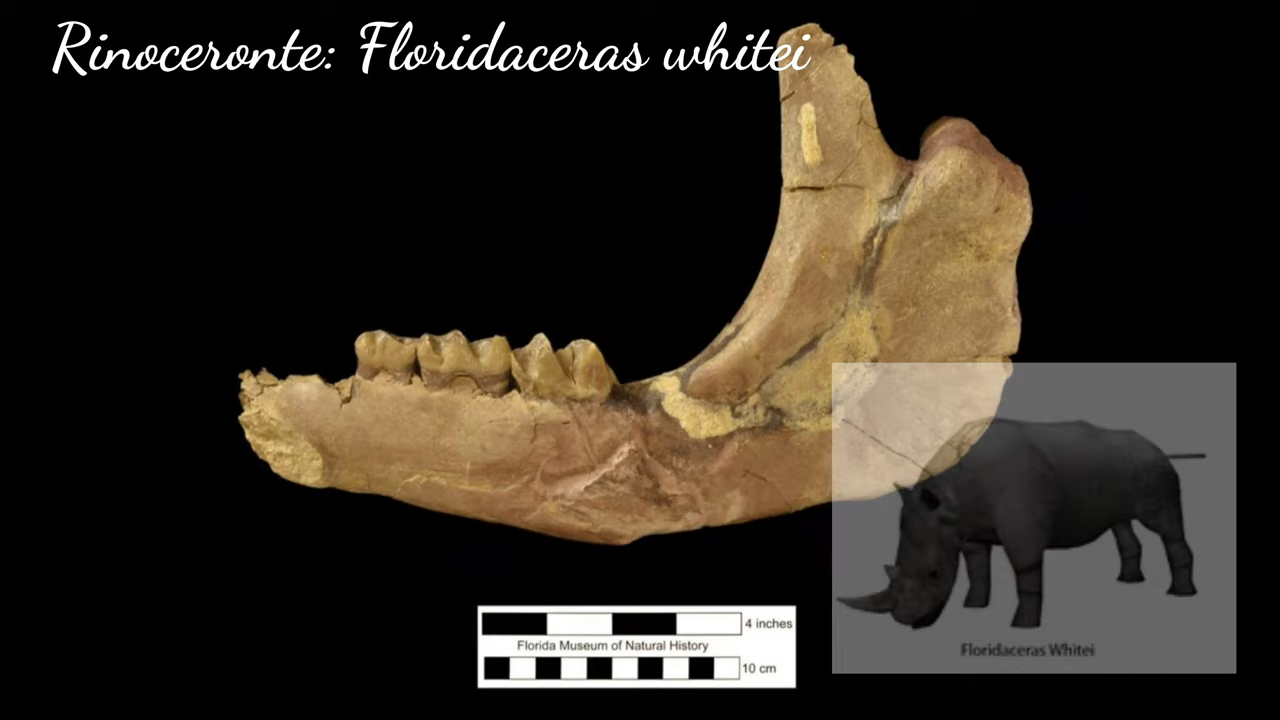 Rinoceronte: Floridaceras whitei
4 inches
Florida Museum of Natural History
10 cm
Floridaceras Whitei